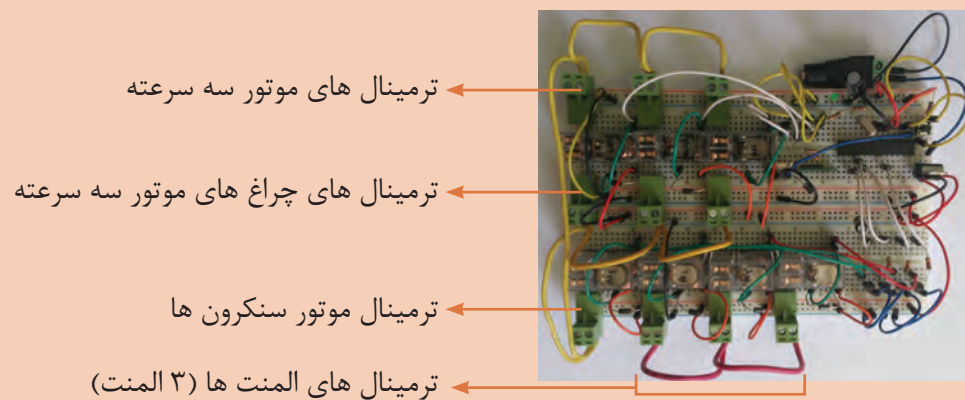 ترمینال های موتور سه سرعته
ترمینال های چراغ های موتور سه سرعته
ترمینال موتور سنکرون ها
ترمینال های المنت ها (۳ المنت)